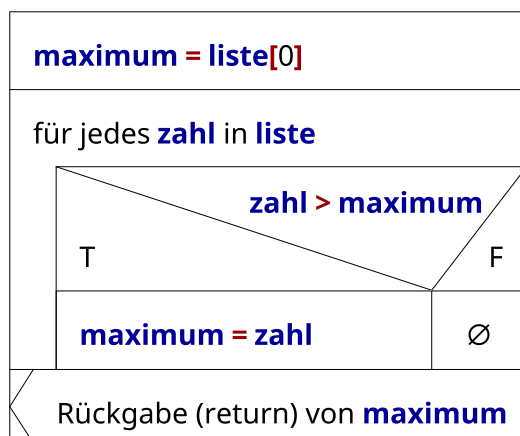 maximum = liste[0]
für jedes zahl in liste
zahl > maximum
T
F
maximum = zahl
∅
Rückgabe (return) von maximum